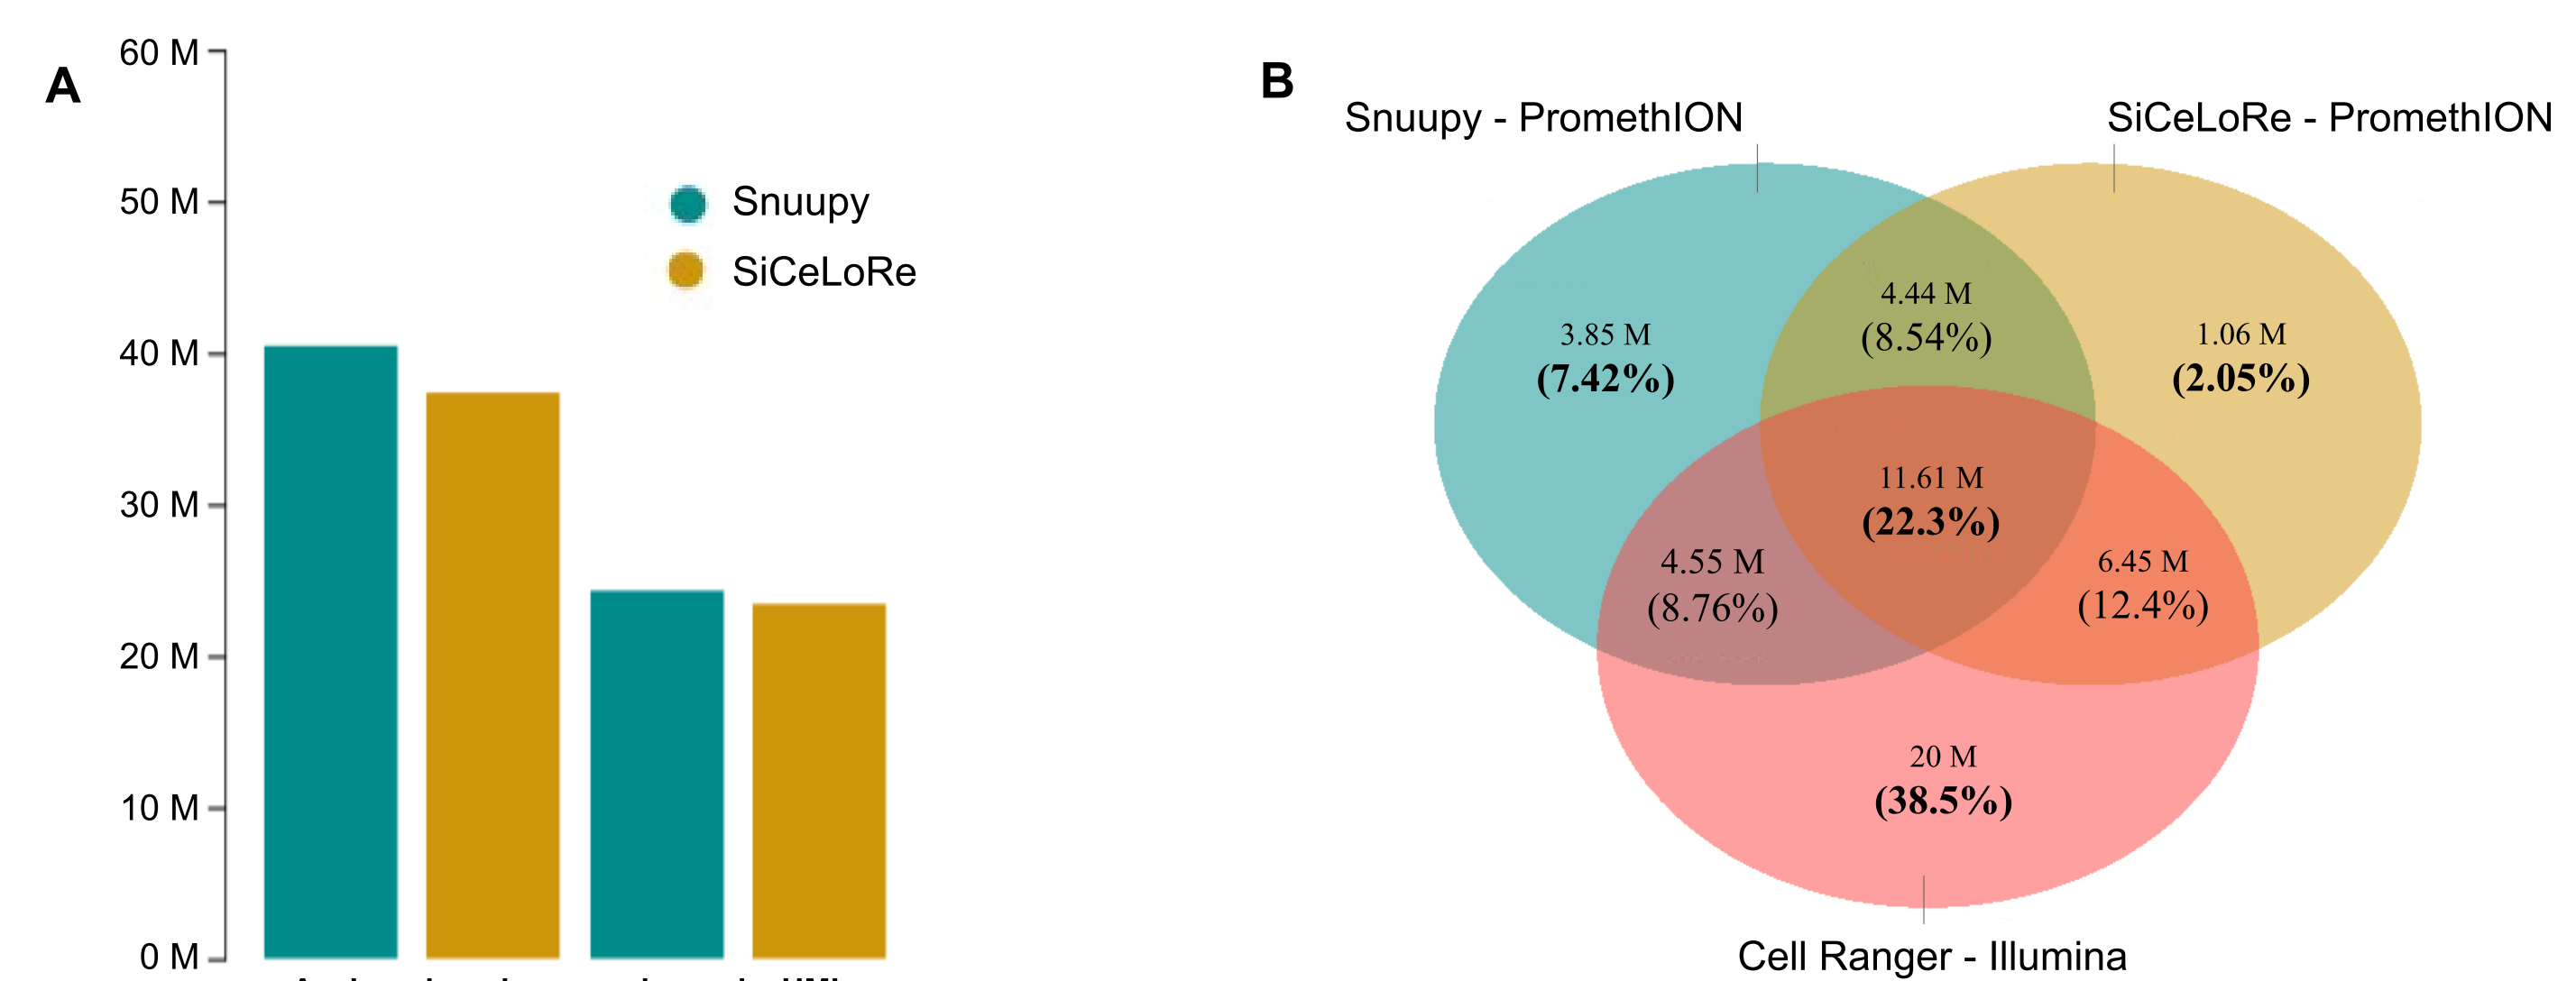 A
60 M
50 M
40 M
30 M
20 M
10 M
0 M
Snuupy
SiCeLoRe
B
Snuupy - PromethION
SiCeLoRe - PromethION
3.85 M
(7.42%)
4.44 M
(8.54%)
1.06 M
(2.05%)
11.61 M
(22.3%)
4.55 M
(8.76%)
6.45 M
(12.4%)
20 M
(38.5%)
Cell Ranger - Illumina